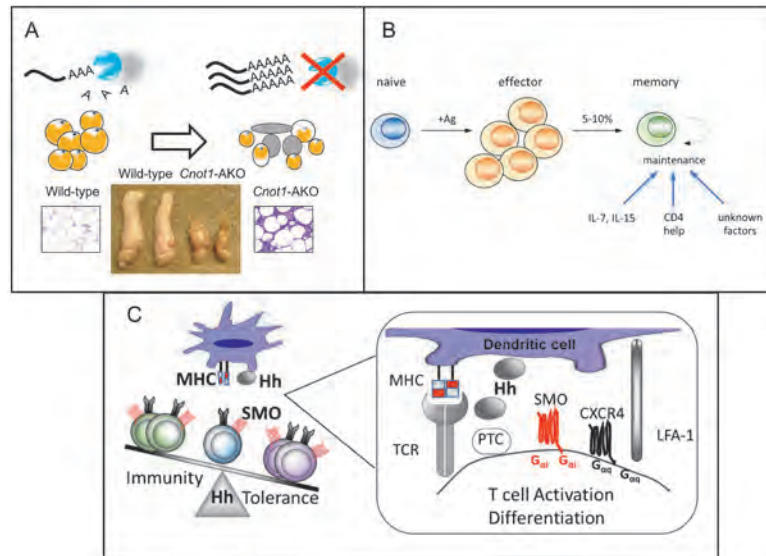 A
AAA
A
A
A
AAAAA
AAAAA
AAAAA
Wild-type
Wild-type
Cnot1-AKO
Cnot1-AKO
B
naive
effector
memory
+Ag
5-10%
maintenance
IL-7, IL-15
CD4
help
unknown
factors
C
MHC
Hh
SMO
Immunity
Hh
Tolerance
Dendritic cell
MHC
Hh
SMO
CXCR4
TCR
PTC
LFA-1
Gαi
Gαi
Gαq
Gαq
T cell Activation
Differentiation